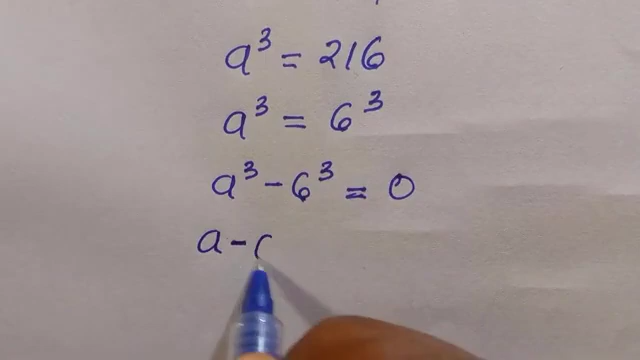 a³ = 216
a³ = 6³
a³ - 6³ = 0
a -